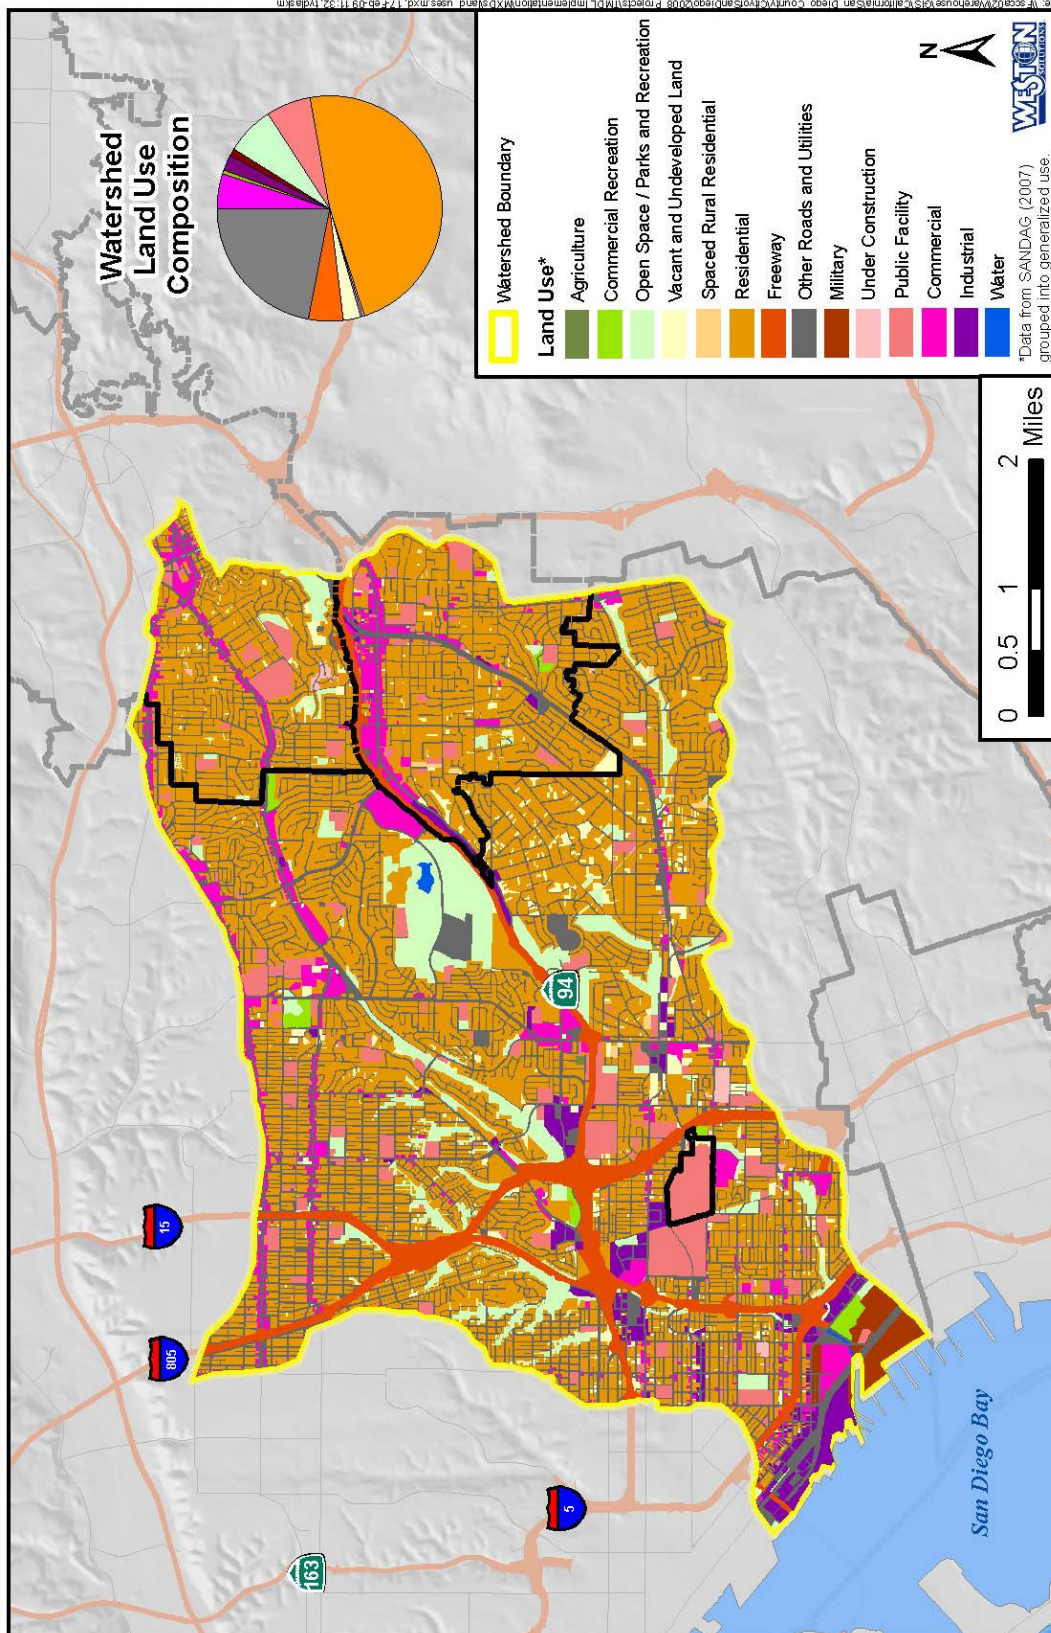 Watershed
Land Use
Composition
Watershed Boundary
Land Use*
Agriculture
Commercial Recreation
Open Space / Parks and Recreation
Vacant and Undeveloped Land
Spaced Rural Residential
Residential
Freeway
Other Roads and Utilities
Military
Under Construction
Public Facility
Commercial
Industrial
Water
*Data from SANDAG (2007)
grouped into generalized use.
N
WESTON
SOLUTIONS
0 0.5 1 2
Miles
15
805
163
5
94
San Diego Bay